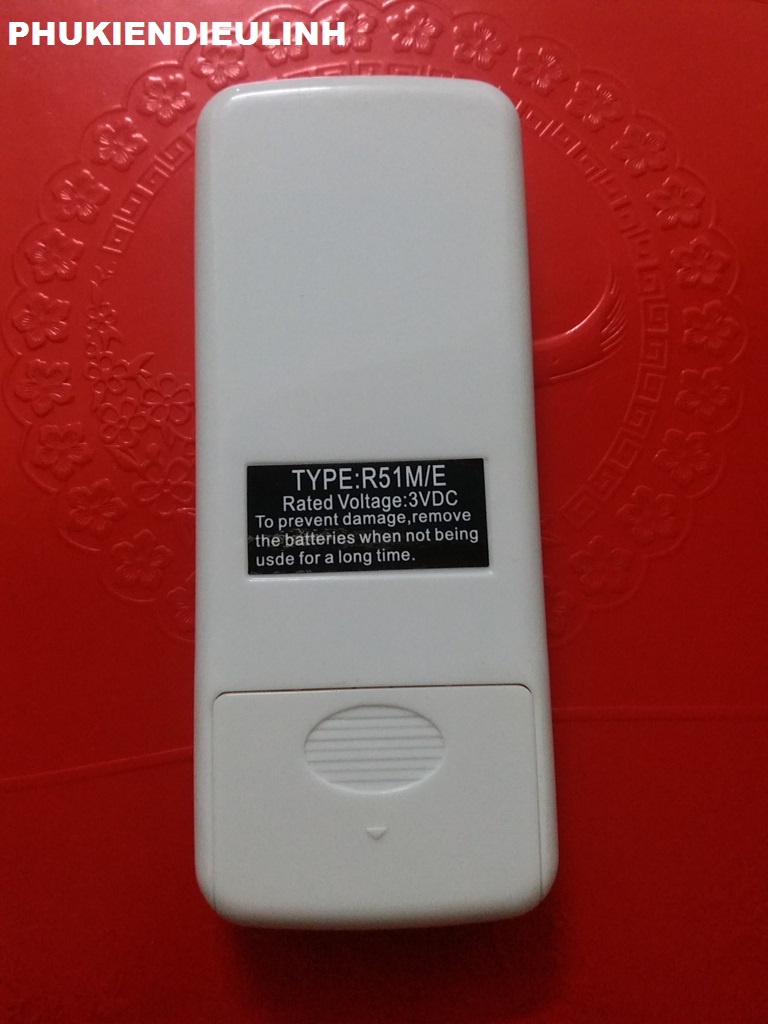 PHUKIENDIEULINH
TYPE:R51M/E
Rated Voltage:3VDC
To prevent damage,remove
the batteries when not being
usde for a long time.